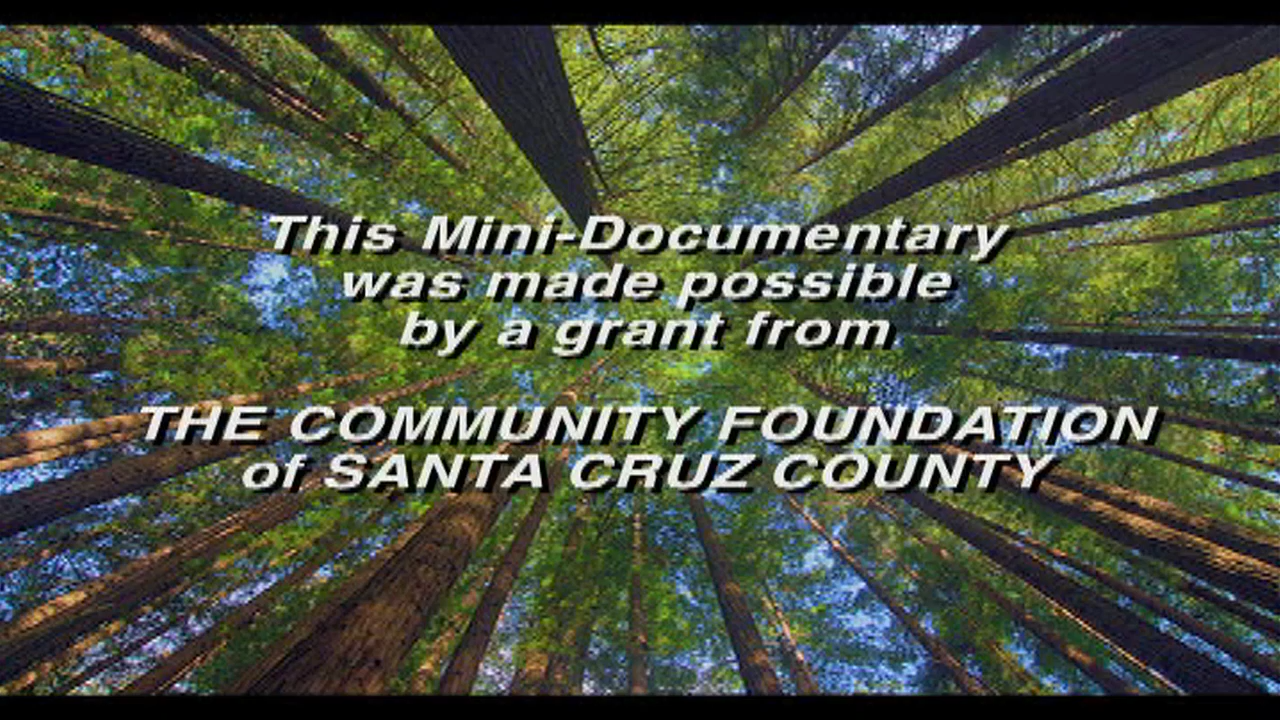 This Mini-Documentary
was made possible
by a grant from
THE COMMUNITY FOUNDATION
of SANTA CRUZ COUNTY